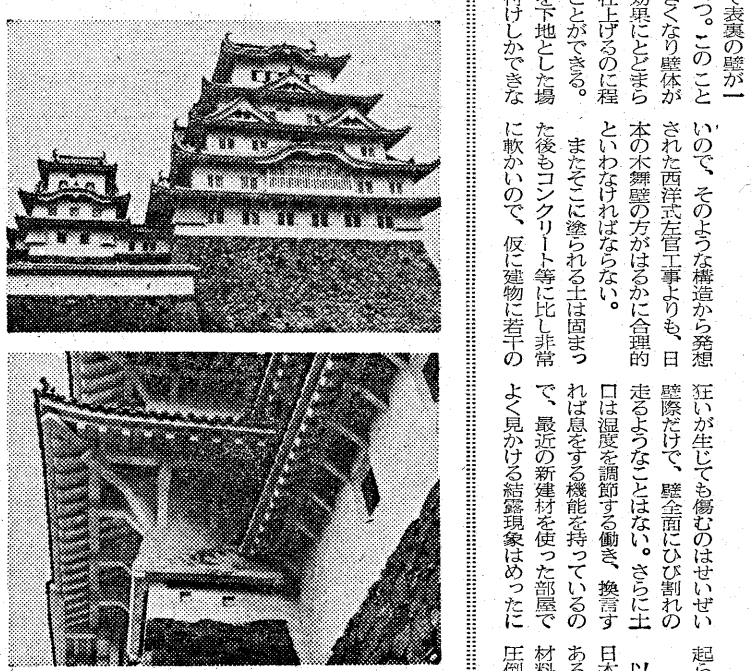 で表裏の壁が一
つ。このこと
きくなり壁体が
効果にとどまら
仕上げるのに程
ことができる。
を下地とした場
付けしかできな
いので、そのような構造から発想
された西洋式左官工事よりも、日
本の木舞壁の方がはるかに合理的
といわなければならない。
またそこに塗られる土は固まっ
た後もコンクリート等に比し非常
に軟かいので、仮に建物に若干の
狂いが生じても傷むのはせいぜい
壁際だけで、壁全面にひび割れの
走るようなことはない。さらに土
口は湿度を調節する働き、換言す
れば息をする機能を持っているの
で、最近の新建材を使った部屋で
よく見かける結露現象はめったに
起ら
以
日本
ある
材料
圧倒